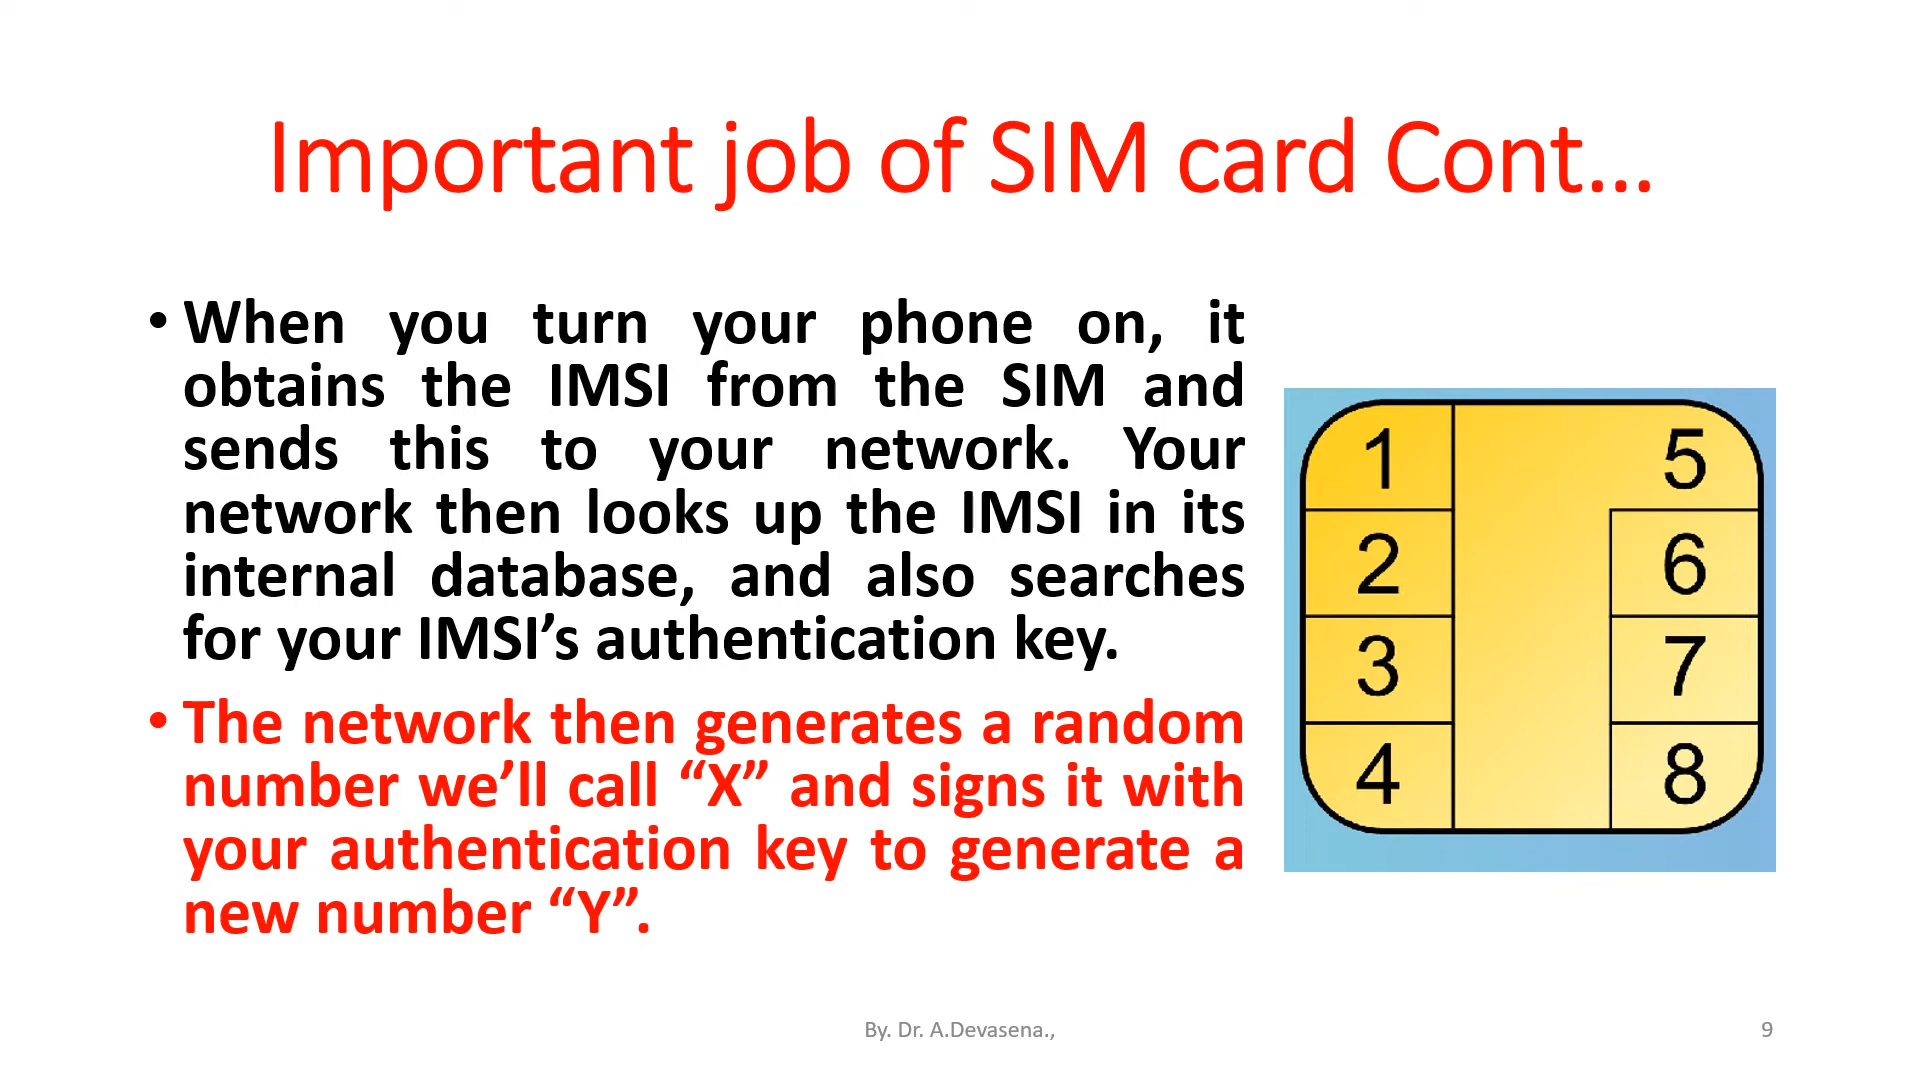 Important job of SIM card Cont...
• When you turn your phone on, it
obtains the IMSI from the SIM and
sends this to your network. Your
network then looks up the IMSI in its
internal database, and also searches
for your IMSI’s authentication key.
• The network then generates a random
number we’ll call “X” and signs it with
your authentication key to generate a
new number “Y”.
1 5
2 6
3 7
4 8
By. Dr. A.Devasena., 9